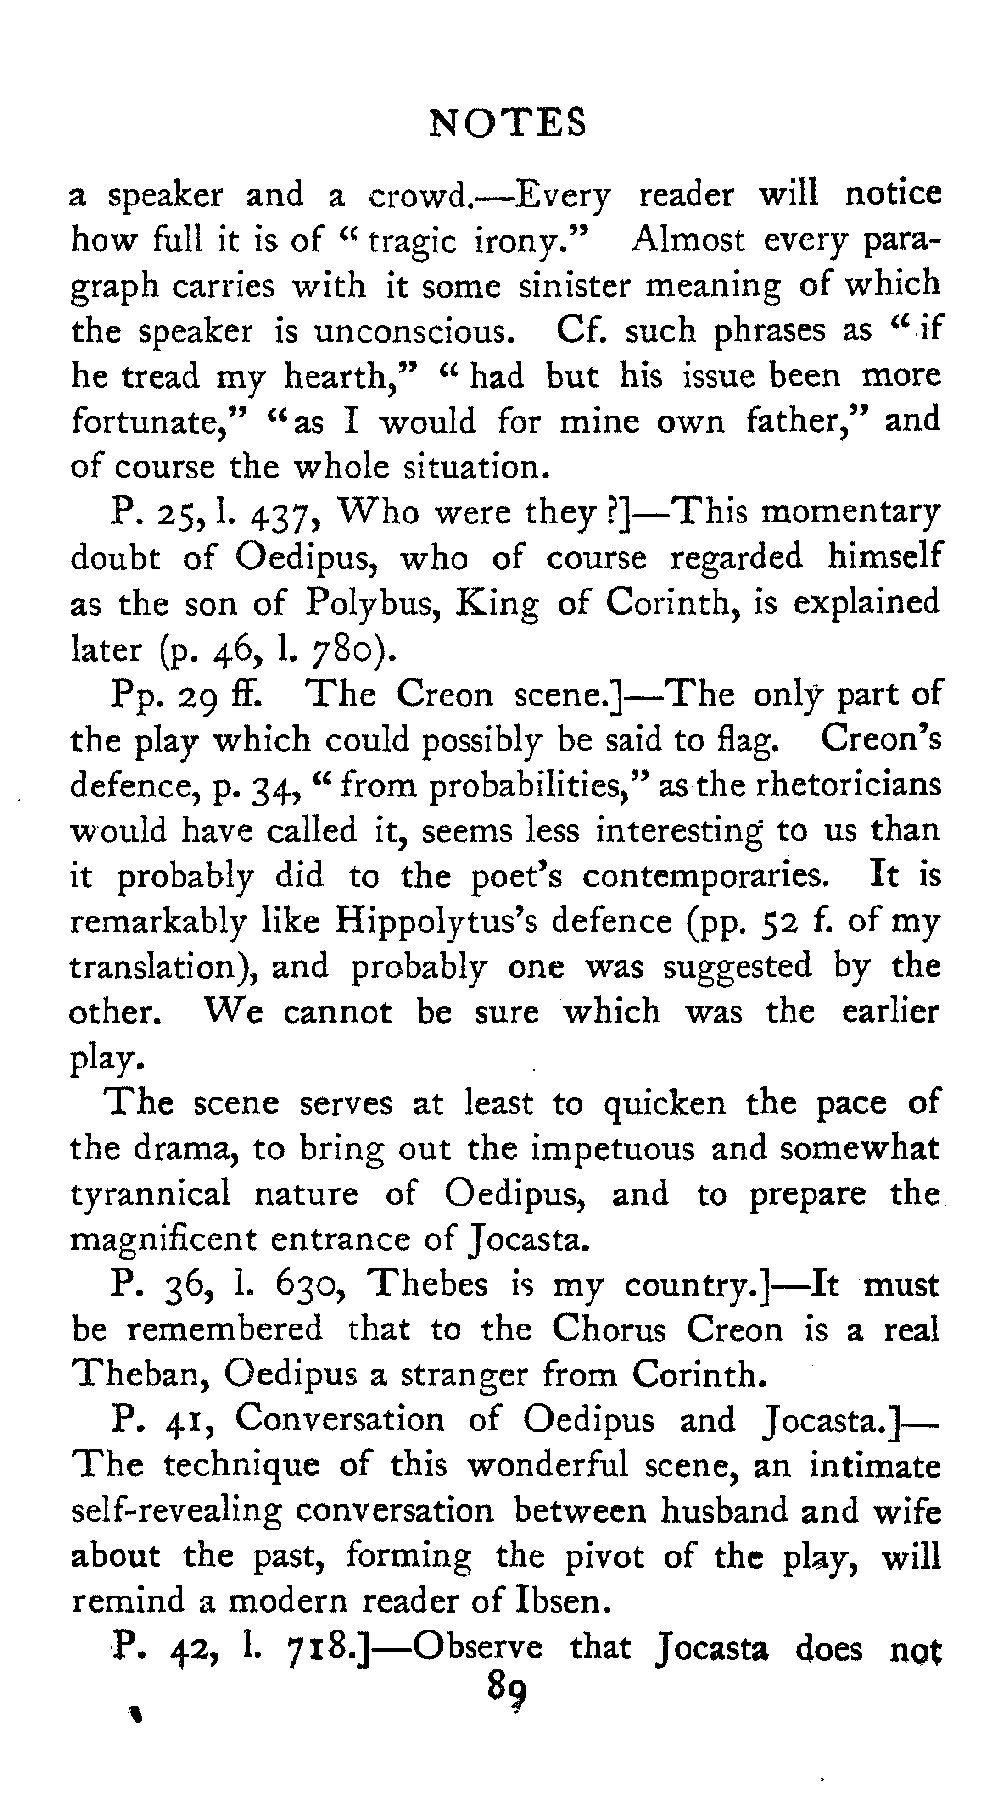 NOTES
a speaker and a crowd.—Every reader will notice
how full it is of “ tragic irony.” Almost every para-
graph carries with it some sinister meaning of which
the speaker is unconscious. Cf. such phrases as “ if
he tread my hearth,” “ had but his issue been more
fortunate,” “as I would for mine own father,” and
of course the whole situation.
P. 25, l. 437, Who were they ?]—This momentary
doubt of Oedipus, who of course regarded himself
as the son of Polybus, King of Corinth, is explained
later (p. 46, l. 780).
Pp. 29 ff. The Creon scene.]—The only part of
the play which could possibly be said to flag. Creon’s
defence, p. 34, “ from probabilities,” as the rhetoricians
would have called it, seems less interesting to us than
it probably did to the poet’s contemporaries. It is
remarkably like Hippolytus’s defence (pp. 52 f. of my
translation), and probably one was suggested by the
other. We cannot be sure which was the earlier
play.
The scene serves at least to quicken the pace of
the drama, to bring out the impetuous and somewhat
tyrannical nature of Oedipus, and to prepare the
magnificent entrance of Jocasta.
P. 36, l. 630, Thebes is my country.]—It must
be remembered that to the Chorus Creon is a real
Theban, Oedipus a stranger from Corinth.
P. 41, Conversation of Oedipus and Jocasta.]—
The technique of this wonderful scene, an intimate
self-revealing conversation between husband and wife
about the past, forming the pivot of the play, will
remind a modern reader of Ibsen.
P. 42, l. 718.]—Observe that Jocasta does not
89